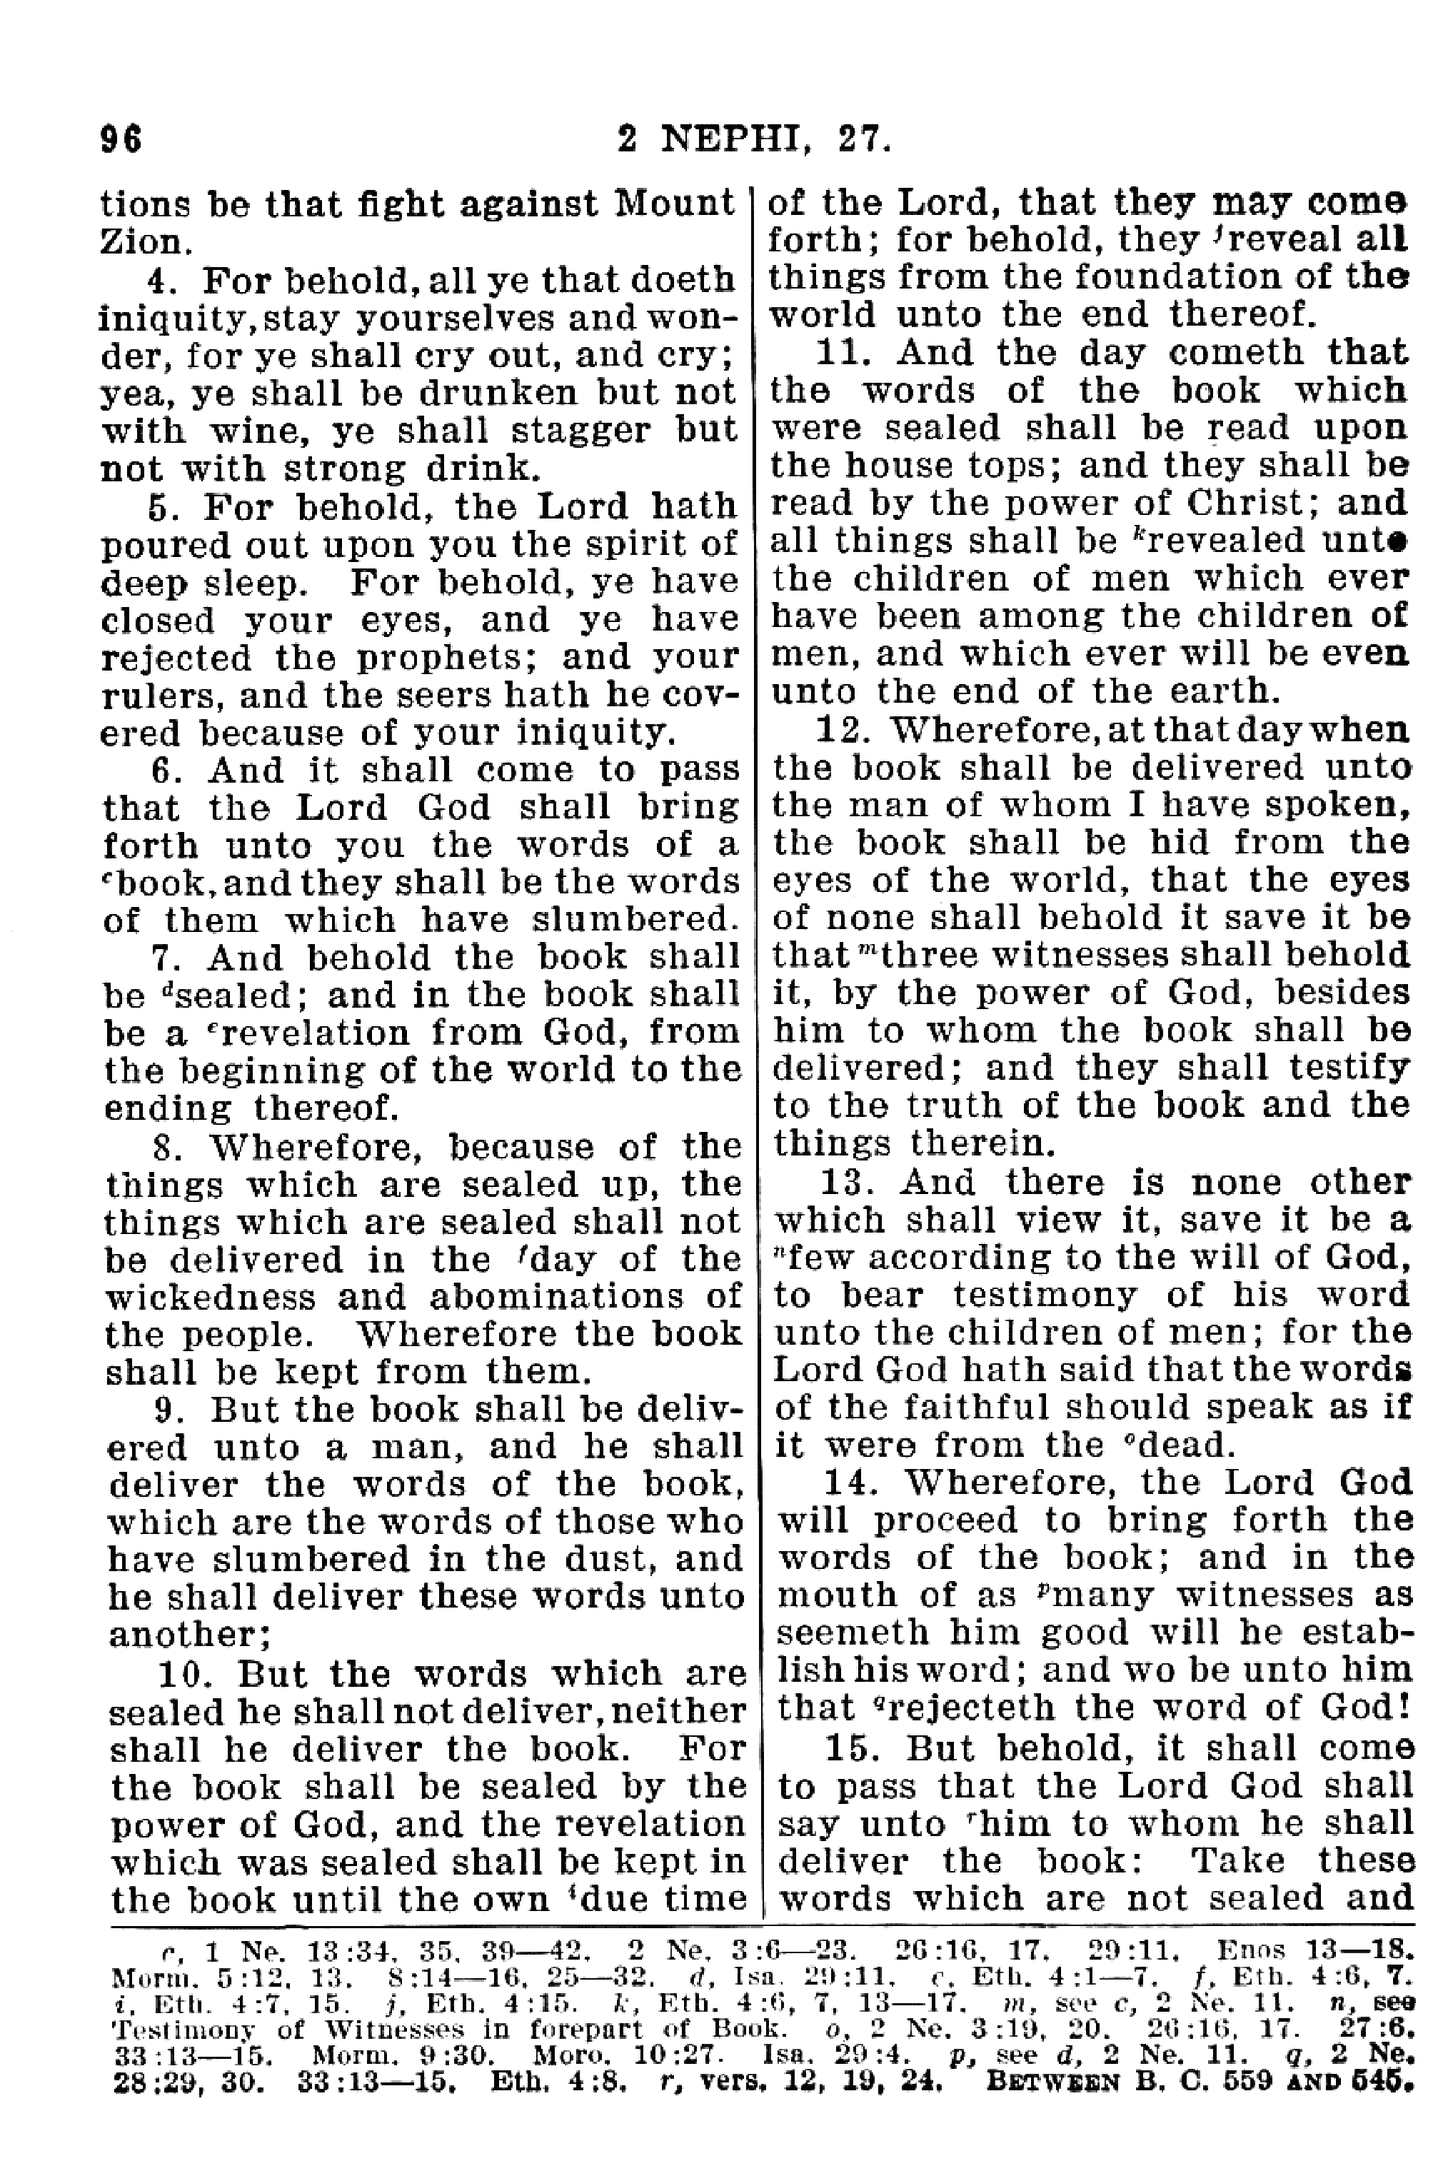 96
2 NEPHI, 27.
tions be that fight against Mount
Zion.
4. For behold, all ye that doeth
iniquity, stay yourselves and won-
der, for ye shall cry out, and cry;
yea, ye shall be drunken but not
with wine, ye shall stagger but
not with strong drink.
5. For behold, the Lord hath
poured out upon you the spirit of
deep sleep. For behold, ye have
closed your eyes, and ye have
rejected the prophets; and your
rulers, and the seers hath he cov-
ered because of your iniquity.
6. And it shall come to pass
that the Lord God shall bring
forth unto you the words of a
cbook, and they shall be the words
of them which have slumbered.
7. And behold the book shall
be dsealed; and in the book shall
be a erevelation from God, from
the beginning of the world to the
ending thereof.
8. Wherefore, because of the
things which are sealed up, the
things which are sealed shall not
be delivered in the fday of the
wickedness and abominations of
the people. Wherefore the book
shall be kept from them.
9. But the book shall be deliv-
ered unto a man, and he shall
deliver the words of the book,
which are the words of those who
have slumbered in the dust, and
he shall deliver these words unto
another;
10. But the words which are
sealed he shall not deliver, neither
shall he deliver the book. For
the book shall be sealed by the
power of God, and the revelation
which was sealed shall be kept in
the book until the own idue time
of the Lord, that they may come
forth; for behold, they jreveal all
things from the foundation of the
world unto the end thereof.
11. And the day cometh that
the words of the book which
were sealed shall be read upon
the house tops; and they shall be
read by the power of Christ; and
all things shall be krevealed unto
the children of men which ever
have been among the children of
men, and which ever will be even
unto the end of the earth.
12. Wherefore, at that day when
the book shall be delivered unto
the man of whom I have spoken,
the book shall be hid from the
eyes of the world, that the eyes
of none shall behold it save it be
that mthree witnesses shall behold
it, by the power of God, besides
him to whom the book shall be
delivered; and they shall testify
to the truth of the book and the
things therein.
13. And there is none other
which shall view it, save it be a
nfew according to the will of God,
to bear testimony of his word
unto the children of men; for the
Lord God hath said that the words
of the faithful should speak as if
it were from the odead.
14. Wherefore, the Lord God
will proceed to bring forth the
words of the book; and in the
mouth of as pmany witnesses as
seemeth him good will he estab-
lish his word; and wo be unto him
that qrejecteth the word of God!
15. But behold, it shall come
to pass that the Lord God shall
say unto rhim to whom he shall
deliver the book: Take these
words which are not sealed and
c, 1 Ne. 13:34, 35, 39—42. 2 Ne. 3:6—23. 26:16, 17. 29:11. Enos 13—18.
Morm. 5:12, 13. 8:14—16, 25—32. d, Isa. 29:11. e, Eth. 4:1—7. f, Eth. 4:6, 7.
i, Eth. 4:7, 15. j, Eth. 4:15. k, Eth. 4:6, 7, 13—17. m, see c, 2 Ne. 11. n, see
Testimony of Witnesses in forepart of Book. o, 2 Ne. 3:19, 20. 26:16, 17. 27:6.
33:13—15. Morm. 9:30. Moro. 10:27. Isa. 29:4. p, see d, 2 Ne. 11. q, 2 Ne.
28:29, 30. 33:13—15. Eth. 4:8. r, vers. 12, 19, 24. BETWEEN B. C. 559 AND 545.